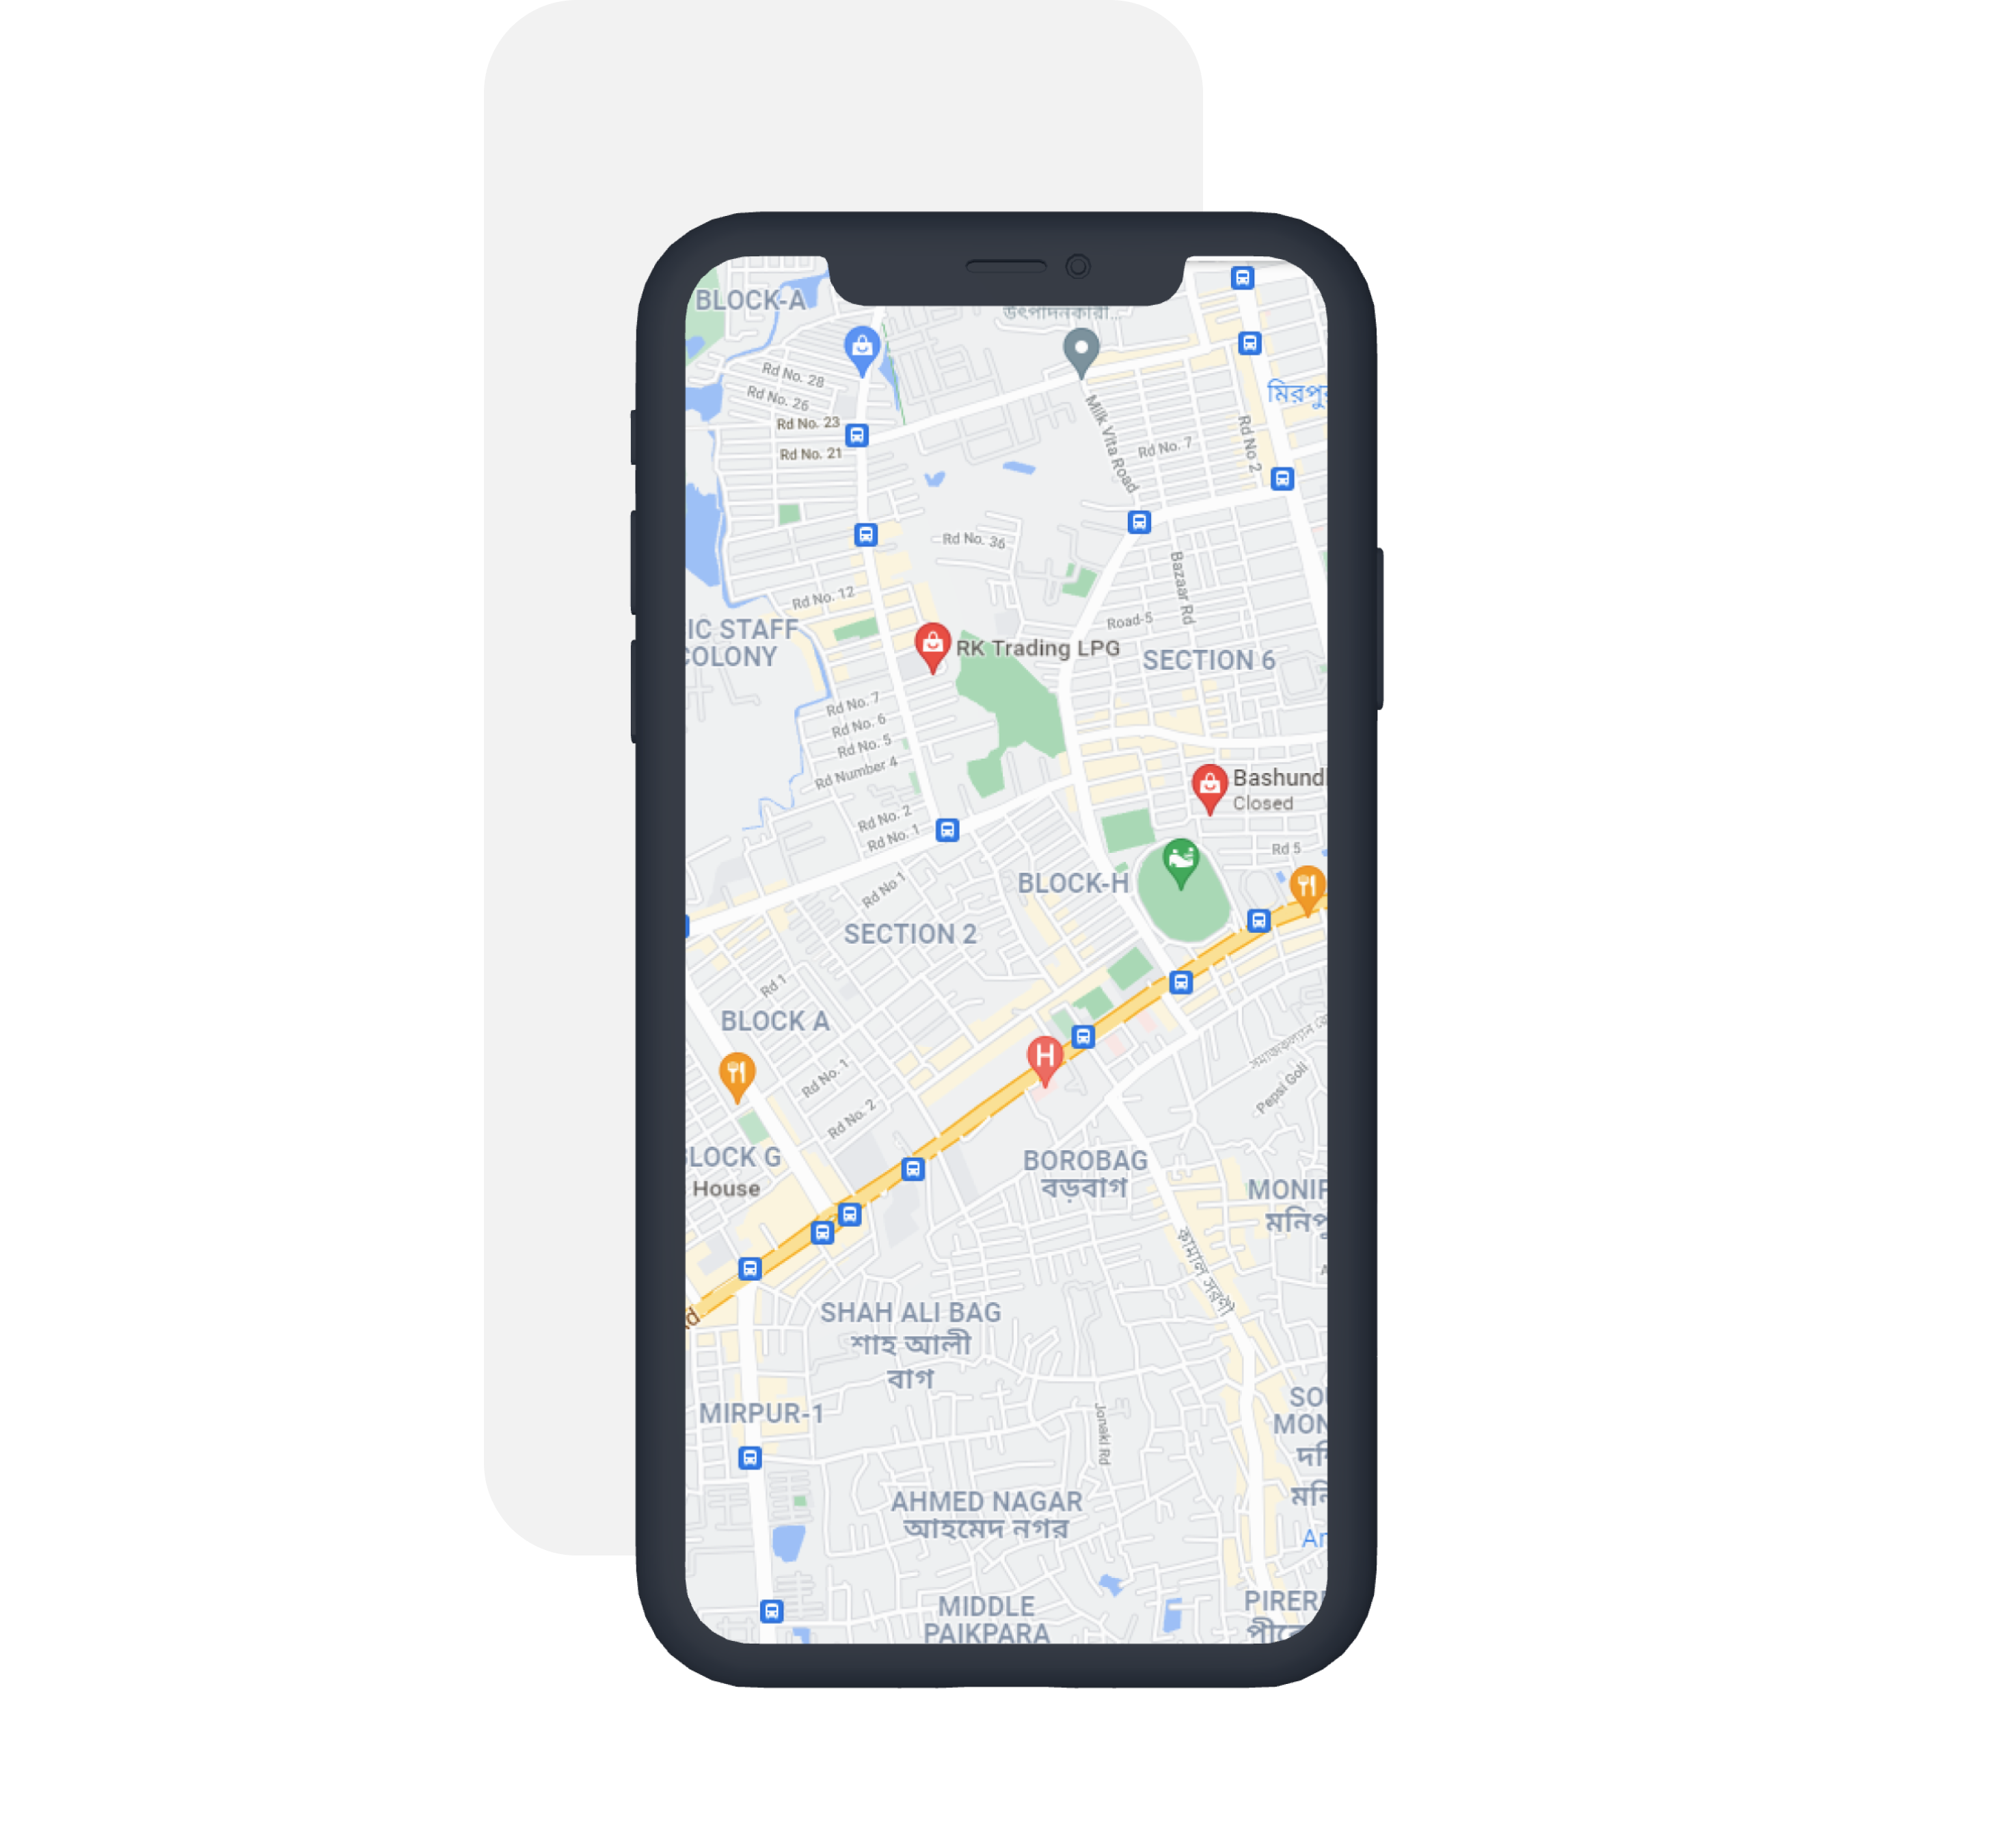 BLOCK-A
উৎপাদনকারী...
Rd No. 28
Rd No. 26
Rd No. 23
Rd No. 21
মিরপু
Milk Vita Road
Rd No. 7
Rd No 2
Rd No. 36
Bazaar Rd
Rd No. 12
Road-5
IC STAFF
COLONY
RK Trading LPG
SECTION 6
Rd No. 7
Rd No. 6
Rd No. 5
Rd Number 4
Bashund
Closed
Rd No. 2
Rd No. 1
Rd 5
Rd No 1
BLOCK-H
SECTION 2
Rd 1
BLOCK A
Rd No. 1
Pepsi Goli
H
Rd No. 2
BLOCK G
House
BOROBAG
বড়বাগ
MONIP
মনিপু
কামাল সরণী
SHAH ALI BAG
শাহ আলী
বাগ
MIRPUR-1
Jonaki Rd
SO
MON
দ
মনি
AHMED NAGAR
আহমেদ নগর
An
MIDDLE
PAIKPARA
PIRER
পীরে